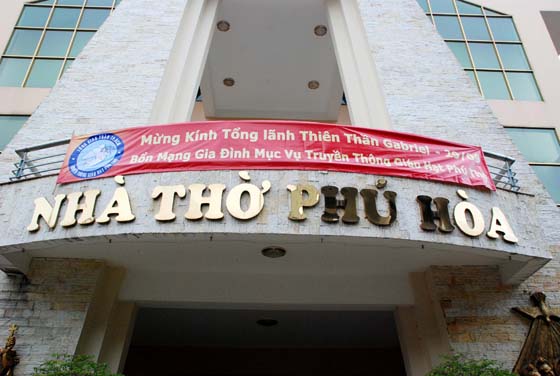 Mừng Kính Tổng lãnh Thiên Thần Gabriel -
Bổn Mạng Gia Đình Mục Vụ Truyền Thông Giáo Hạt Phú
NHÀ THỜ PHÚ HÒA